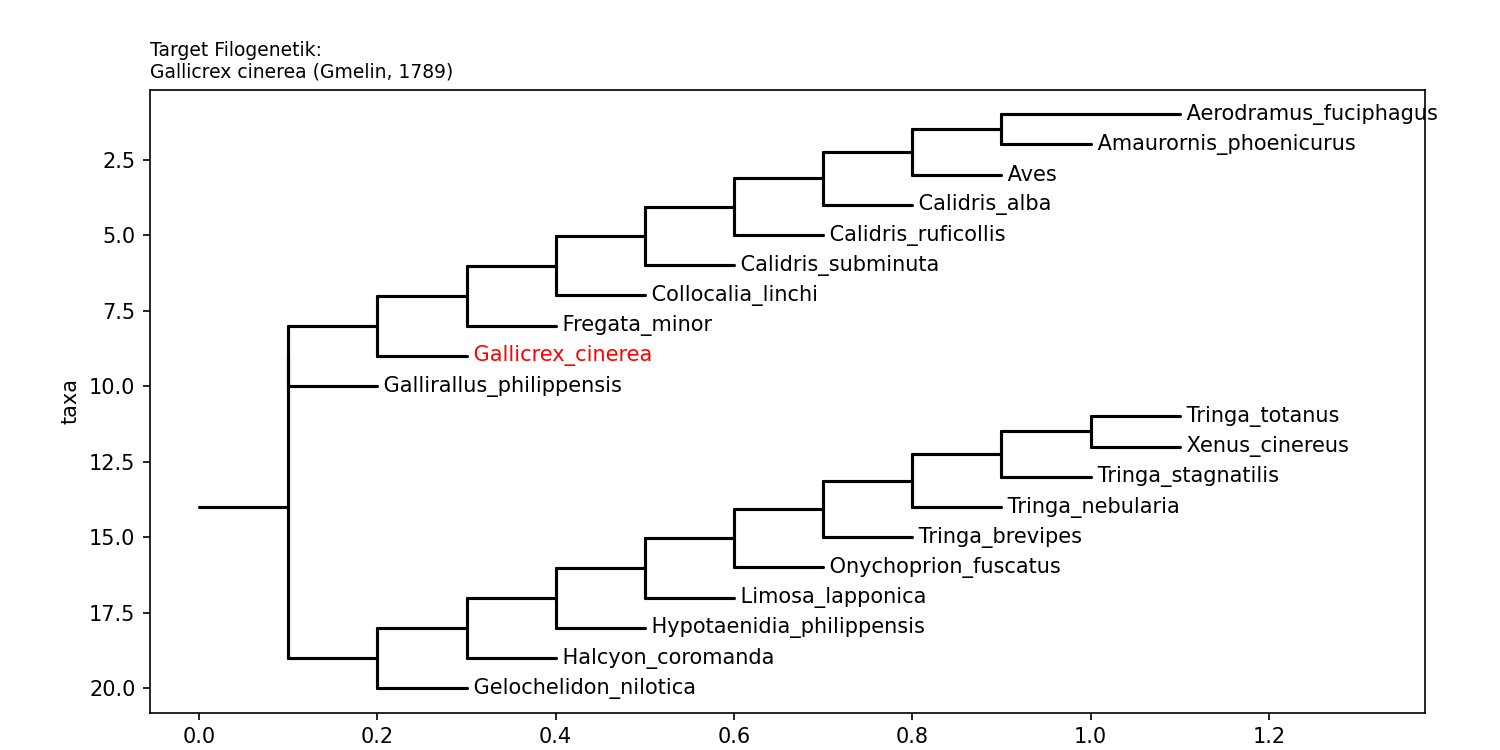 Target Filogenetik:
Gallicrex cinerea (Gmelin, 1789)
Aerodramus_fuciphagus
Amaurornis_phoenicurus
2.5
Aves
Calidris_alba
5.0
Calidris_ruficollis
Calidris_subminuta
Collocalia_linchi
7.5
Fregata_minor
Gallicrex_cinerea
taxa
10.0
Gallirallus_philippensis
Tringa_totanus
Xenus_cinereus
12.5
Tringa_stagnatilis
Tringa_nebularia
15.0
Tringa_brevipes
Onychoprion_fuscatus
Limosa_lapponica
17.5
Hypotaenidia_philippensis
Halcyon_coromanda
20.0
Gelochelidon_nilotica
0.0 0.2 0.4 0.6 0.8 1.0 1.2